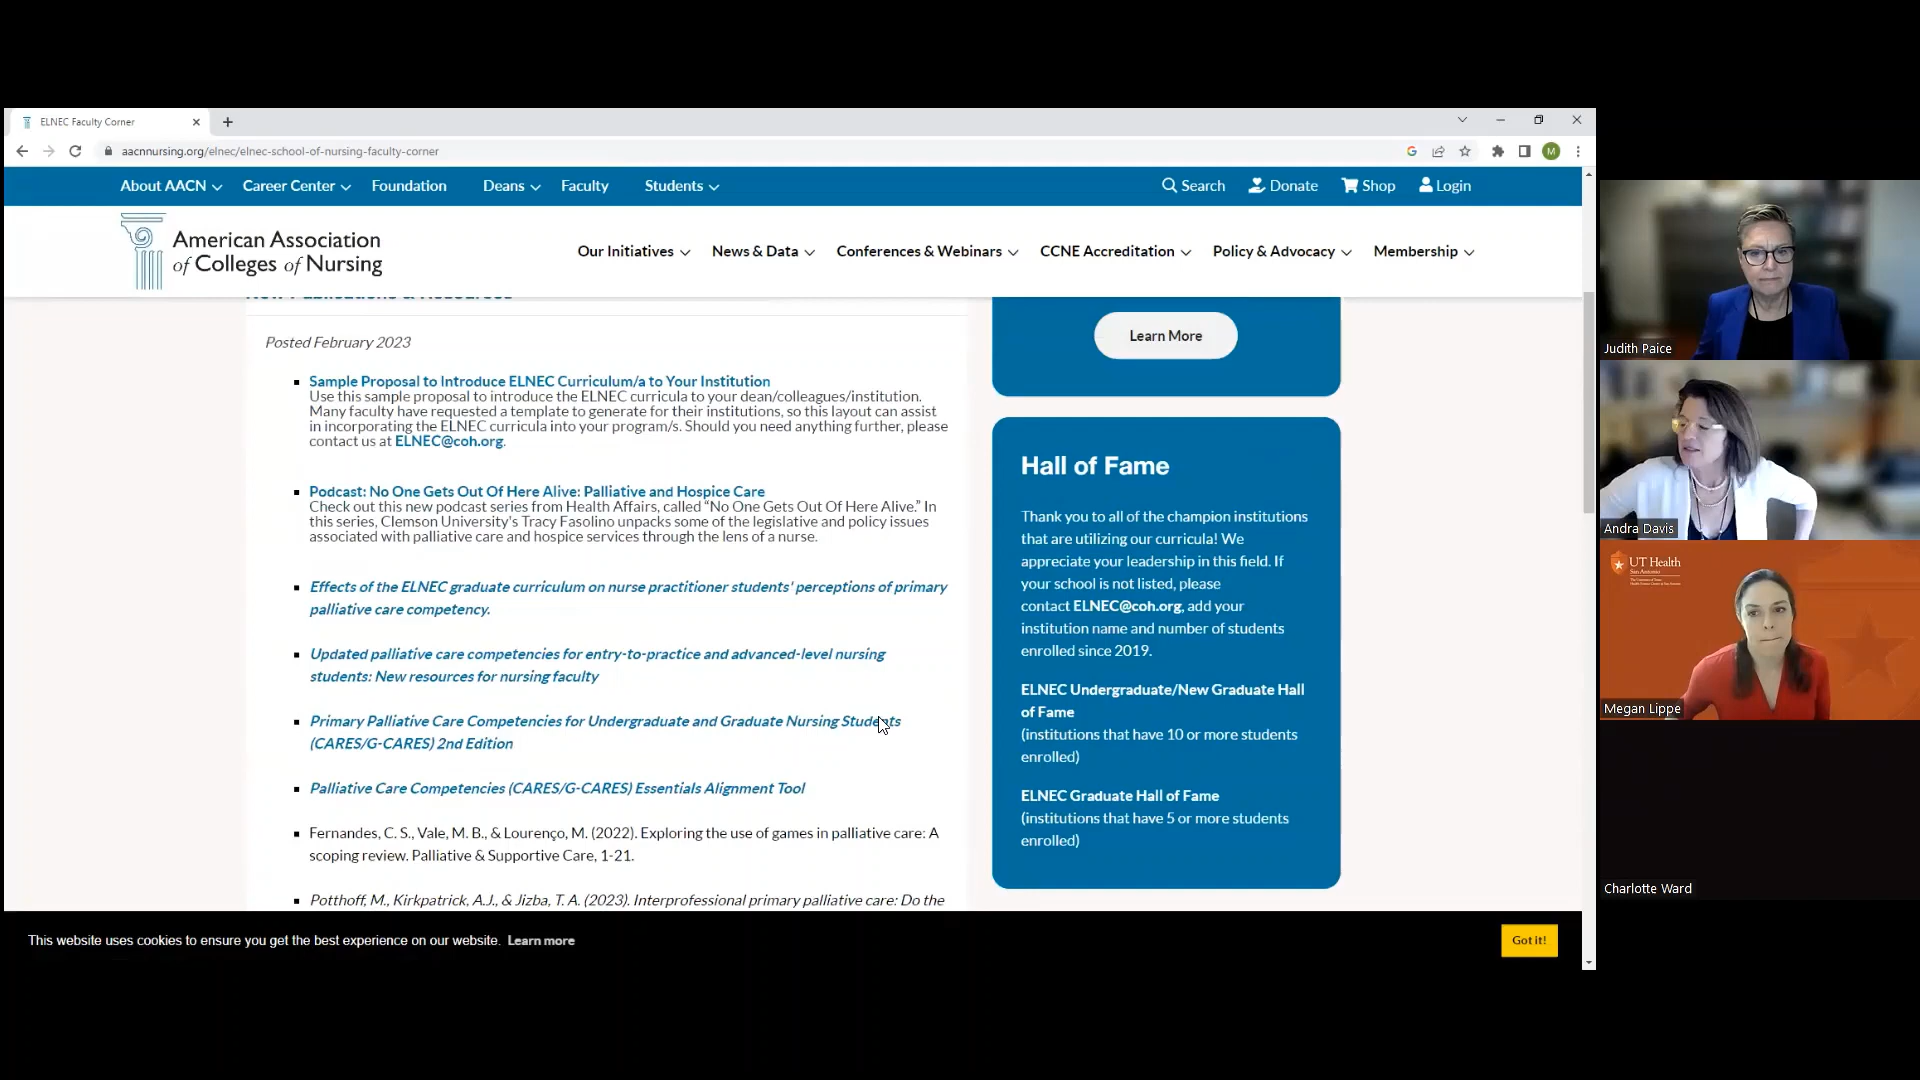 ELNEC Faculty Corner
aacnnursing.org/elnec/elnec-school-of-nursing-faculty-corner
M
About AACN
Career Center
Foundation
Deans
Faculty
Students
Search
Donate
Shop
Login
American Association
of Colleges of Nursing
Our Initiatives
News & Data
Conferences & Webinars
CCNE Accreditation
Policy & Advocacy
Membership
New Publications & Resources
Posted February 2023
Sample Proposal to Introduce ELNEC Curriculum/a to Your Institution
Use this sample proposal to introduce the ELNEC curricula to your dean/colleagues/institution.
Many faculty have requested a template to generate for their institutions, so this layout can assist
in incorporating the ELNEC curricula into your program/s. Should you need anything further, please
contact us at ELNEC@coh.org.
Podcast: No One Gets Out Of Here Alive: Palliative and Hospice Care
Check out this new podcast series from Health Affairs, called “No One Gets Out Of Here Alive.” In
this series, Clemson University's Tracy Fasolino unpacks some of the legislative and policy issues
associated with palliative care and hospice services through the lens of a nurse.
Effects of the ELNEC graduate curriculum on nurse practitioner students' perceptions of primary
palliative care competency.
Updated palliative care competencies for entry-to-practice and advanced-level nursing
students: New resources for nursing faculty
Primary Palliative Care Competencies for Undergraduate and Graduate Nursing Students
(CARES/G-CARES) 2nd Edition
Palliative Care Competencies (CARES/G-CARES) Essentials Alignment Tool
Fernandes, C. S., Vale, M. B., & Lourenço, M. (2022). Exploring the use of games in palliative care: A
scoping review. Palliative & Supportive Care, 1-21.
Potthoff, M., Kirkpatrick, A.J., & Jizba, T. A. (2023). Interprofessional primary palliative care: Do the
Learn More
Hall of Fame
Thank you to all of the champion institutions
that are utilizing our curricula! We
appreciate your leadership in this field. If
your school is not listed, please
contact ELNEC@coh.org, add your
institution name and number of students
enrolled since 2019.
ELNEC Undergraduate/New Graduate Hall
of Fame
(institutions that have 10 or more students
enrolled)
ELNEC Graduate Hall of Fame
(institutions that have 5 or more students
enrolled)
This website uses cookies to ensure you get the best experience on our website. Learn more
Got it!
Judith Paice
Andra Davis
UT Health
San Antonio
Megan Lippe
Charlotte Ward